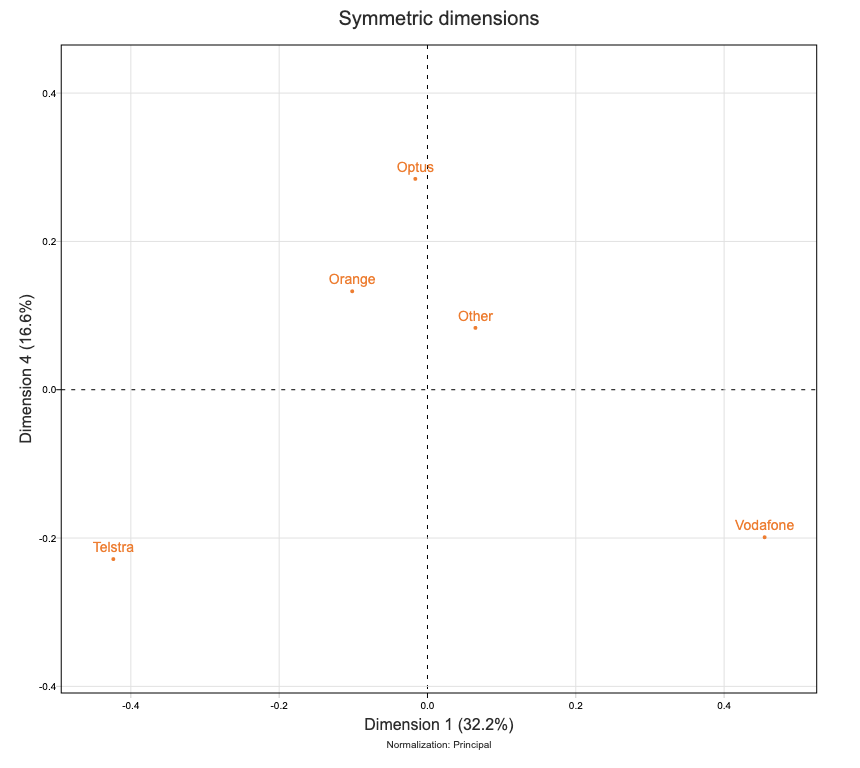 Symmetric dimensions
0.4
Optus
0.2
Orange
Other
Dimension 4 (16.6%)
0.0
Vodafone
-0.2
Telstra
-0.4
-0.4 -0.2 0.0 0.2 0.4
Dimension 1 (32.2%)
Normalization: Principal